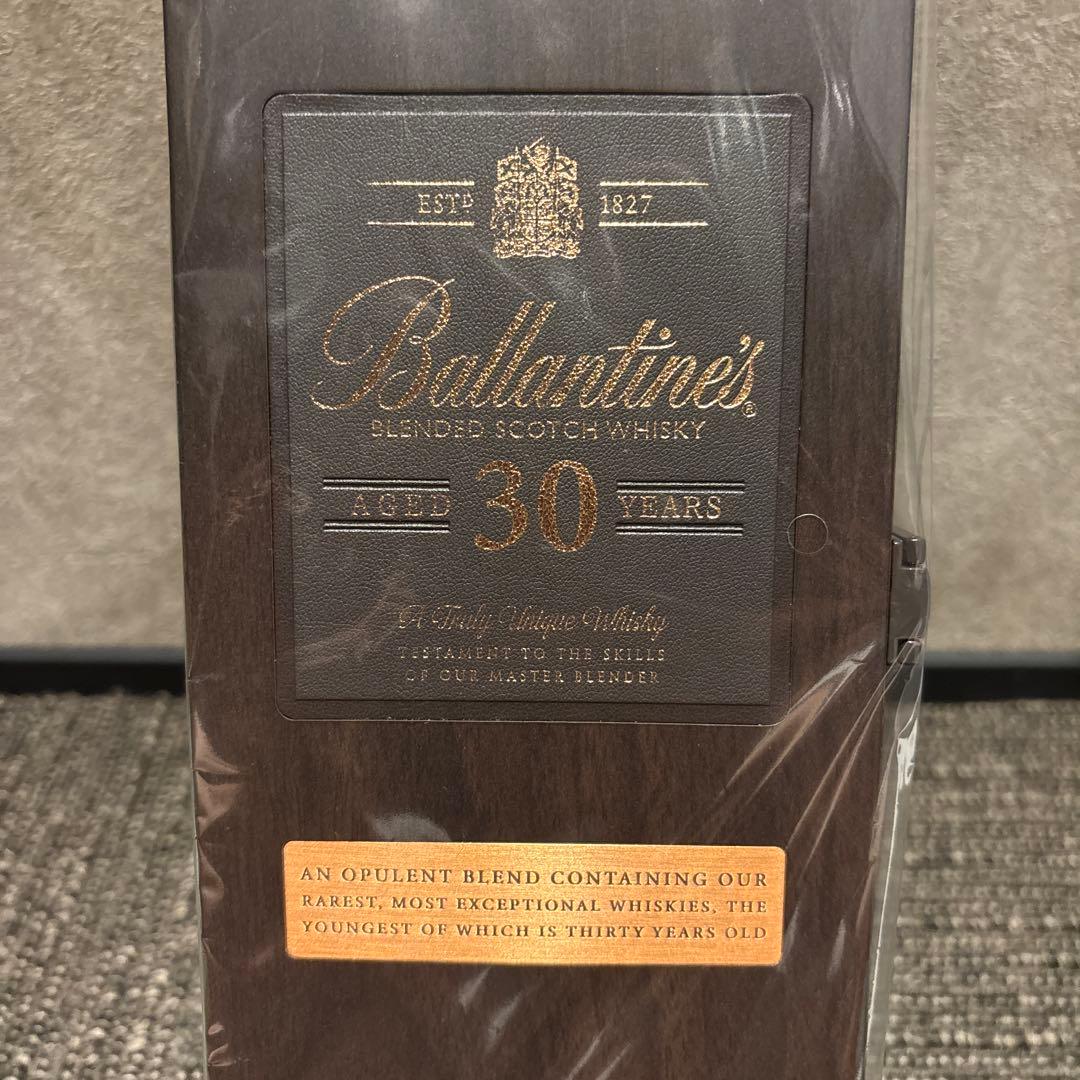 ESTD 1827
Ballantine's®
BLENDED SCOTCH WHISKY
AGED 30 YEARS
A Truly Unique Whisky
TESTAMENT TO THE SKILLS
OF OUR MASTER BLENDER
AN OPULENT BLEND CONTAINING OUR
RAREST, MOST EXCEPTIONAL WHISKIES, THE
YOUNGEST OF WHICH IS THIRTY YEARS OLD